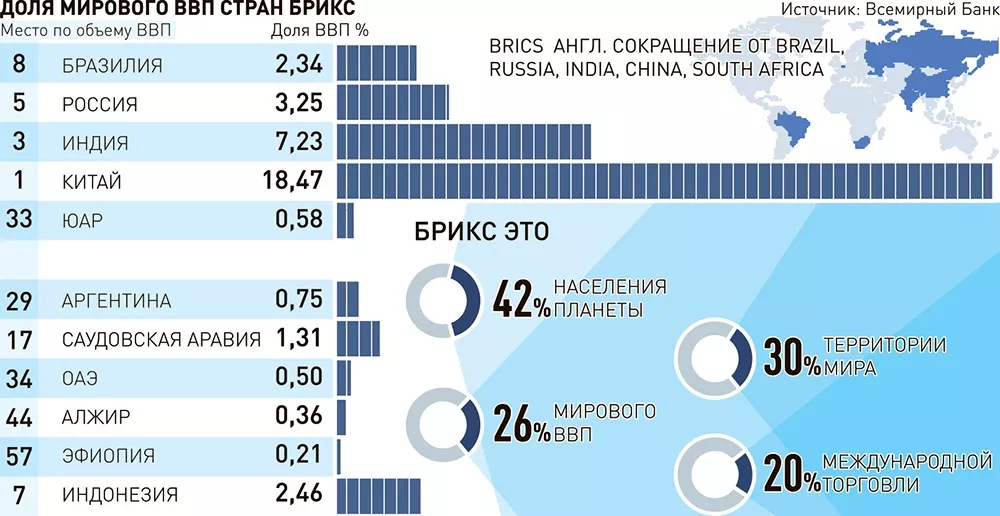 ДОЛЯ МИРОВОГО ВВП СТРАН БРИКС
Источник: Всемирный Банк
Место по объему ВВП Доля ВВП %
8 БРАЗИЛИЯ 2,34
5 РОССИЯ 3,25
3 ИНДИЯ 7,23
1 КИТАЙ 18,47
33 ЮАР 0,58
29 АРГЕНТИНА 0,75
17 САУДОВСКАЯ АРАВИЯ 1,31
34 ОАЭ 0,50
44 АЛЖИР 0,36
57 ЭФИОПИЯ 0,21
7 ИНДОНЕЗИЯ 2,46
BRICS АНГЛ. СОКРАЩЕНИЕ ОТ BRAZIL,
RUSSIA, INDIA, CHINA, SOUTH AFRICA
БРИКС ЭТО
42% НАСЕЛЕНИЯ
ПЛАНЕТЫ
30% ТЕРРИТОРИИ
МИРА
26% МИРОВОГО
ВВП
20% МЕЖДУНАРОДНОЙ
ТОРГОВЛИ